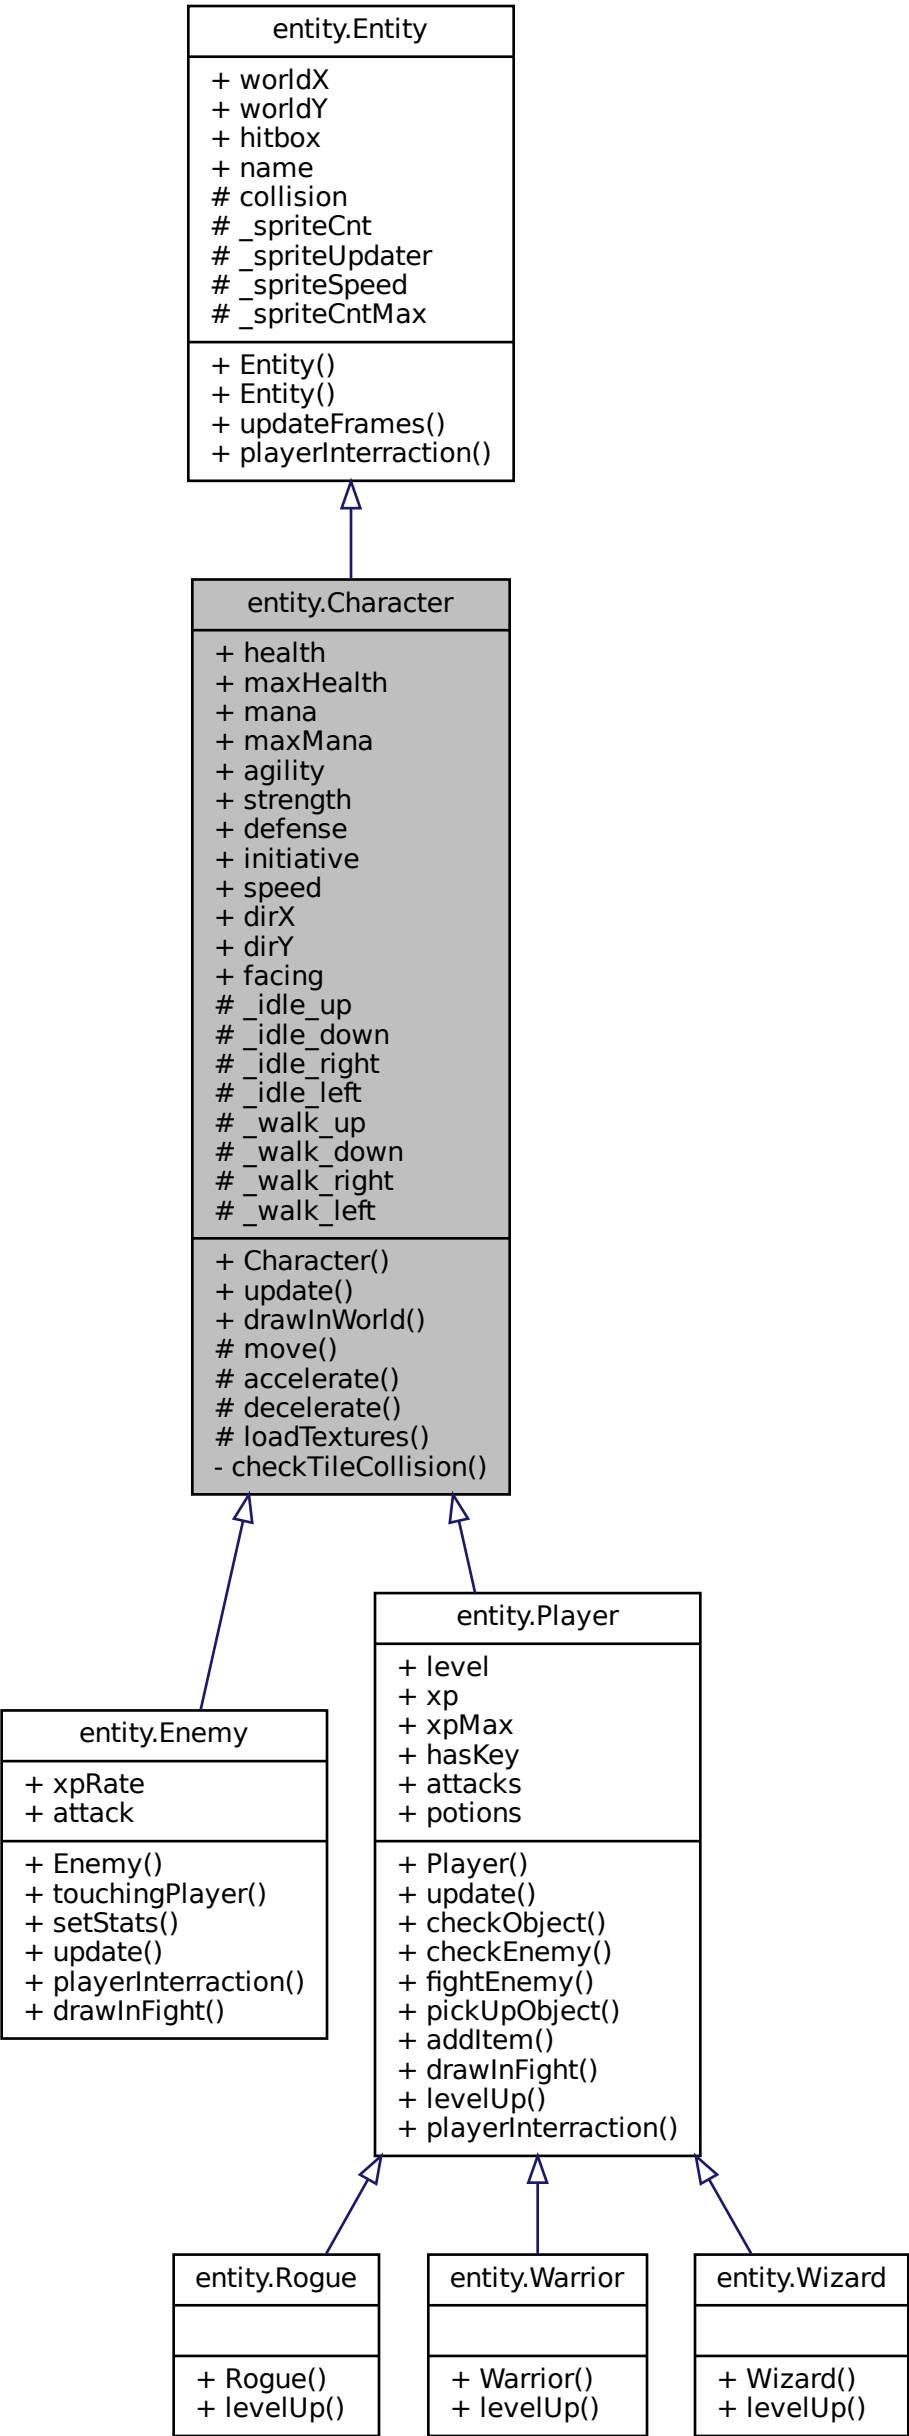 entity.Entity
+ worldX
+ worldY
+ hitbox
+ name
# collision
# _spriteCnt
# _spriteUpdater
# _spriteSpeed
# _spriteCntMax
+ Entity()
+ Entity()
+ updateFrames()
+ playerInterraction()
entity.Character
+ health
+ maxHealth
+ mana
+ maxMana
+ agility
+ strength
+ defense
+ initiative
+ speed
+ dirX
+ dirY
+ facing
# _idle_up
# _idle_down
# _idle_right
# _idle_left
# _walk_up
# _walk_down
# _walk_right
# _walk_left
+ Character()
+ update()
+ drawInWorld()
# move()
# accelerate()
# decelerate()
# loadTextures()
- checkTileCollision()
entity.Enemy
+ xpRate
+ attack
+ Enemy()
+ touchingPlayer()
+ setStats()
+ update()
+ playerInterraction()
+ drawInFight()
entity.Player
+ level
+ xp
+ xpMax
+ hasKey
+ attacks
+ potions
+ Player()
+ update()
+ checkObject()
+ checkEnemy()
+ fightEnemy()
+ pickUpObject()
+ addItem()
+ drawInFight()
+ levelUp()
+ playerInterraction()
entity.Rogue
+ Rogue()
+ levelUp()
entity.Warrior
+ Warrior()
+ levelUp()
entity.Wizard
+ Wizard()
+ levelUp()